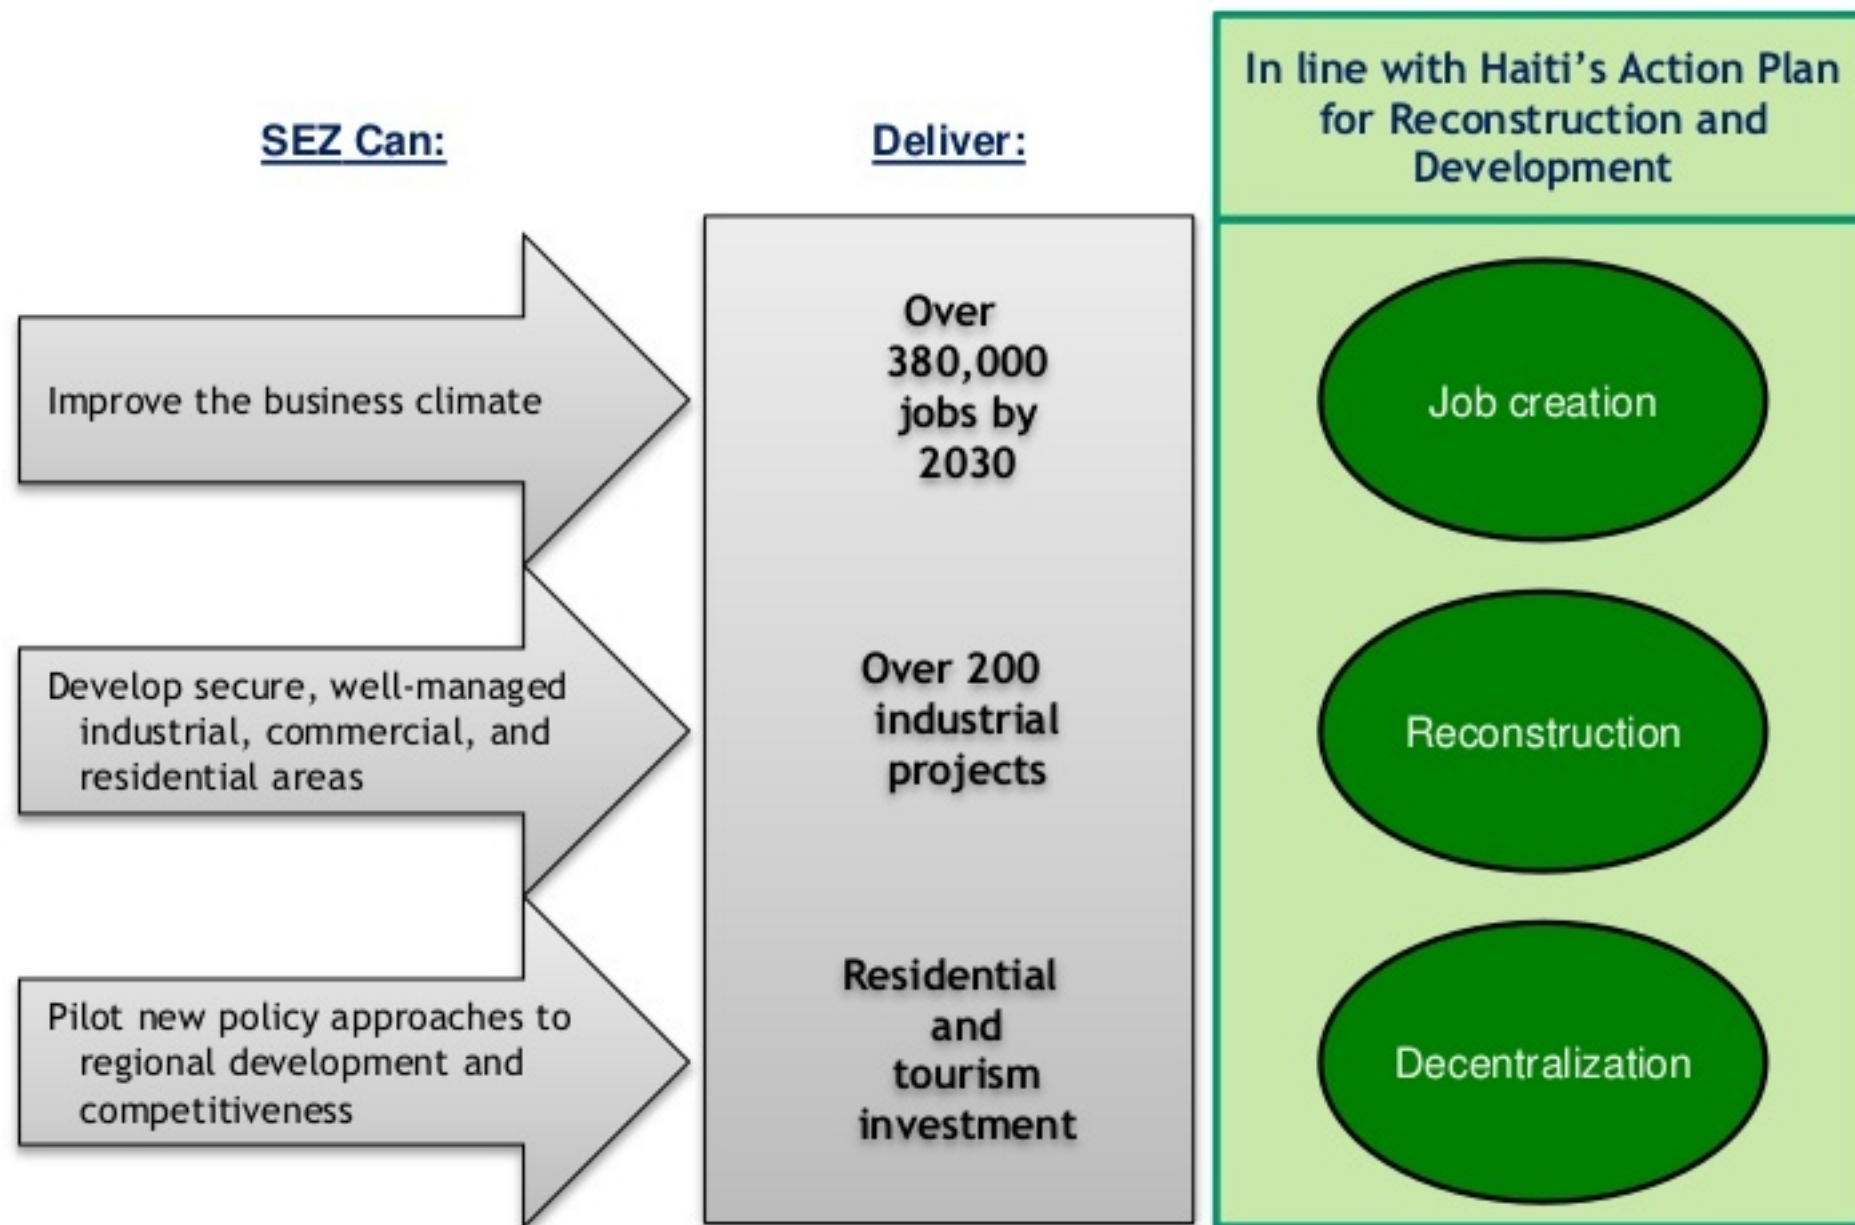 SEZ Can:
Deliver:
In line with Haiti's Action Plan
for Reconstruction and
Development
Improve the business climate
Over
380,000
jobs by
2030
Job creation
Develop secure, well-managed
industrial, commercial, and
residential areas
Over 200
industrial
projects
Reconstruction
Pilot new policy approaches to
regional development and
competitiveness
Residential
and
tourism
investment
Decentralization